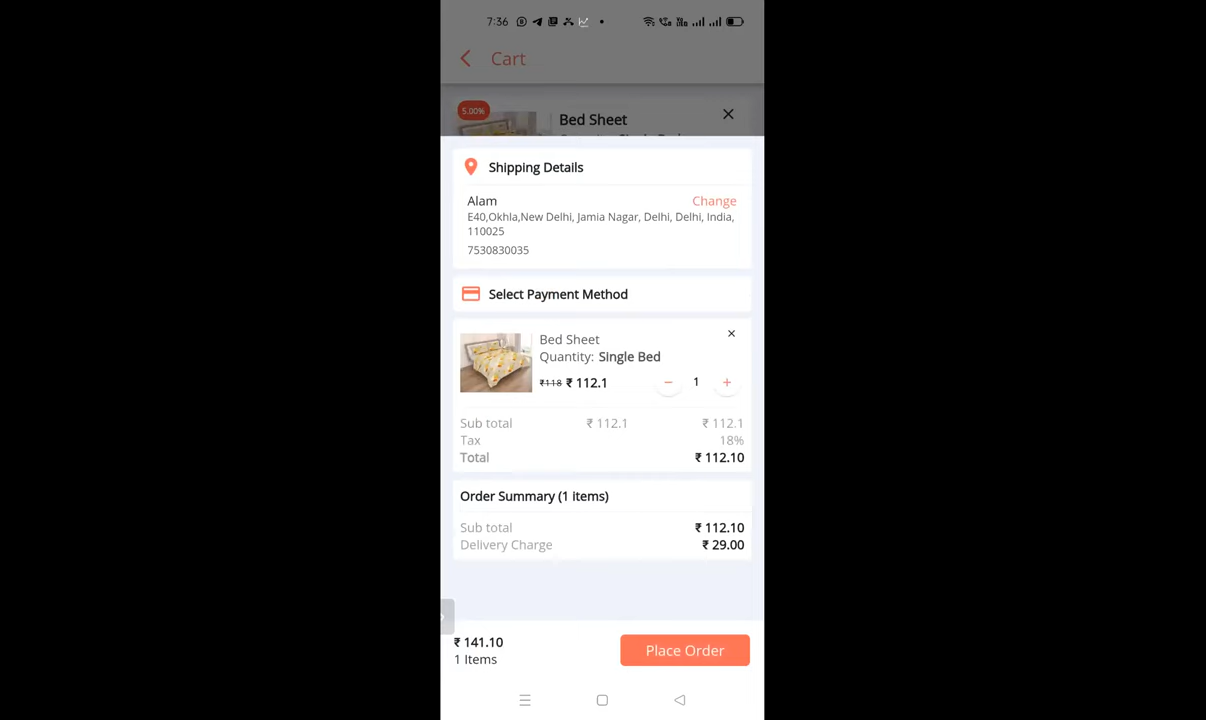 7:36
Cart
5.00%
Bed Sheet
Shipping Details
Alam Change
E40,Okhla,New Delhi, Jamia Nagar, Delhi, Delhi, India,
110025
7530830035
Select Payment Method
Bed Sheet
Quantity: Single Bed
₹118 ₹ 112.1 1
Sub total ₹ 112.1 ₹ 112.1
Tax 18%
Total ₹ 112.10
Order Summary (1 items)
Sub total ₹ 112.10
Delivery Charge ₹ 29.00
₹ 141.10
1 Items
Place Order